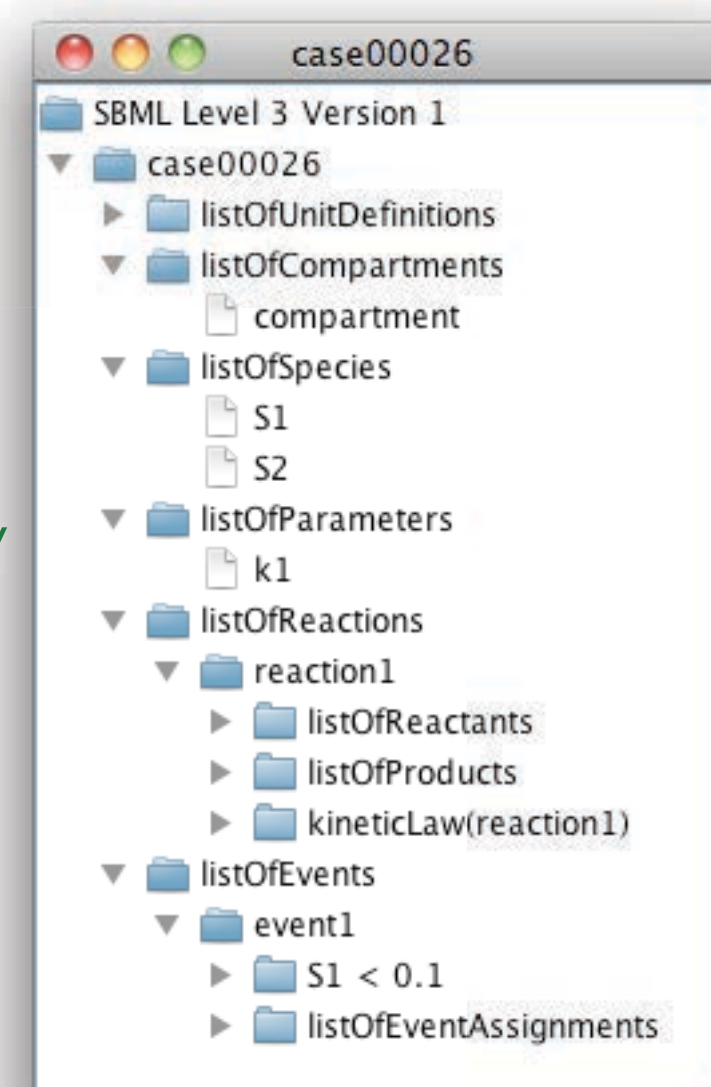 case00026
SBML Level 3 Version 1
case00026
listOfUnitDefinitions
listOfCompartments
compartment
listOfSpecies
S1
S2
listOfParameters
k1
listOfReactions
reaction1
listOfReactants
listOfProducts
kineticLaw(reaction1)
listOfEvents
event1
S1 < 0.1
listOfEventAssignments